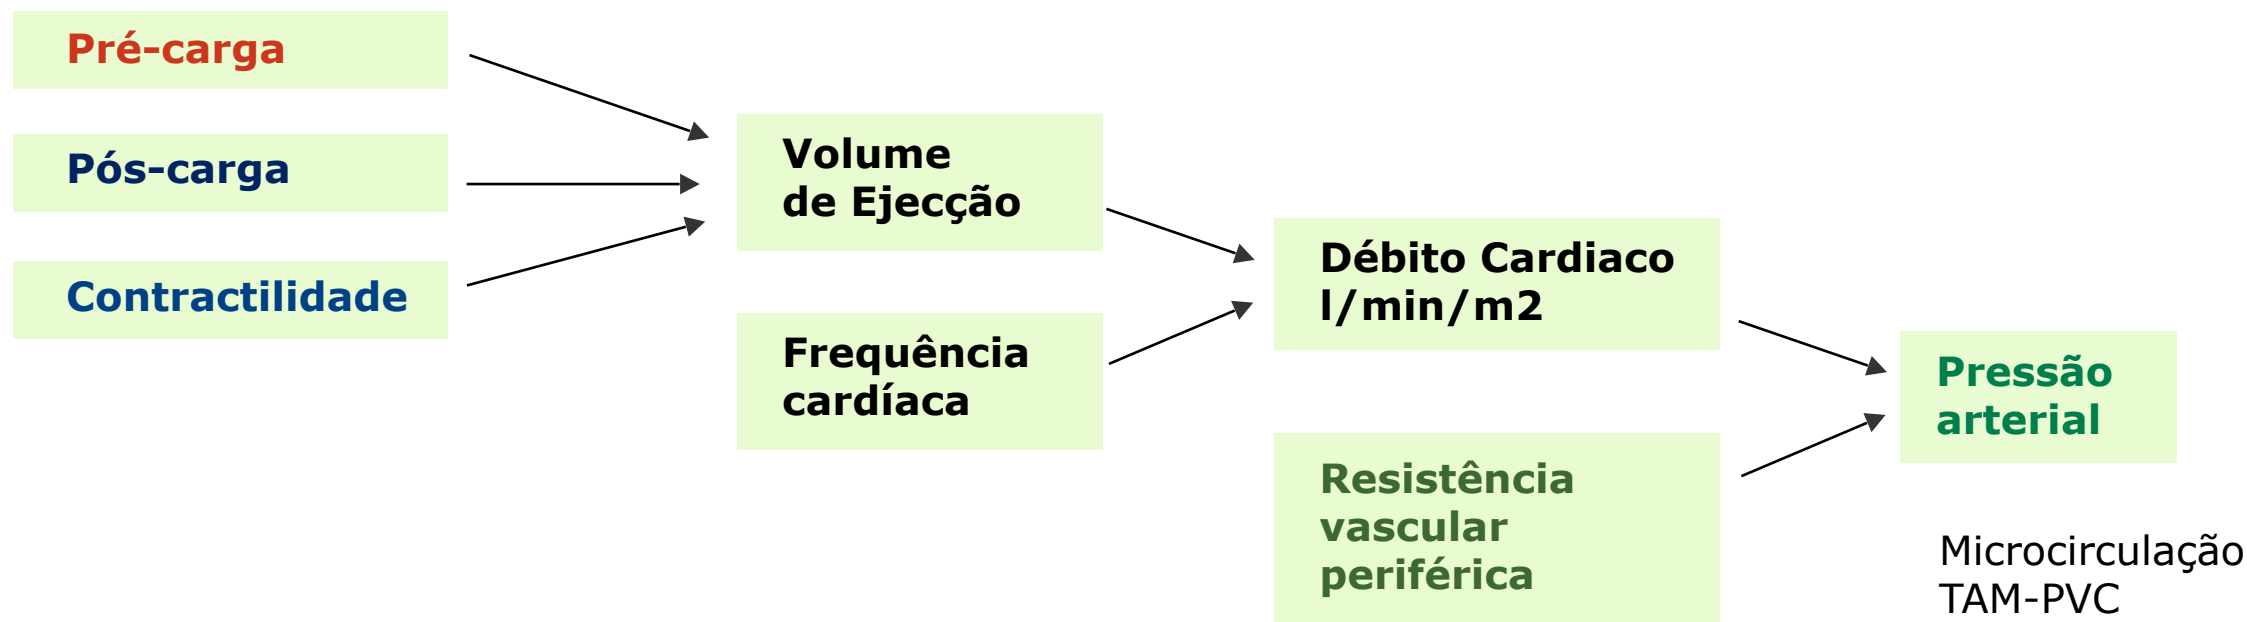 Pré-carga
Pós-carga
Contractilidade
Volume
de Ejecção
Frequência
cardíaca
Débito Cardiaco
l/min/m2
Resistência
vascular
periférica
Pressão
arterial
Microcirculação
TAM-PVC